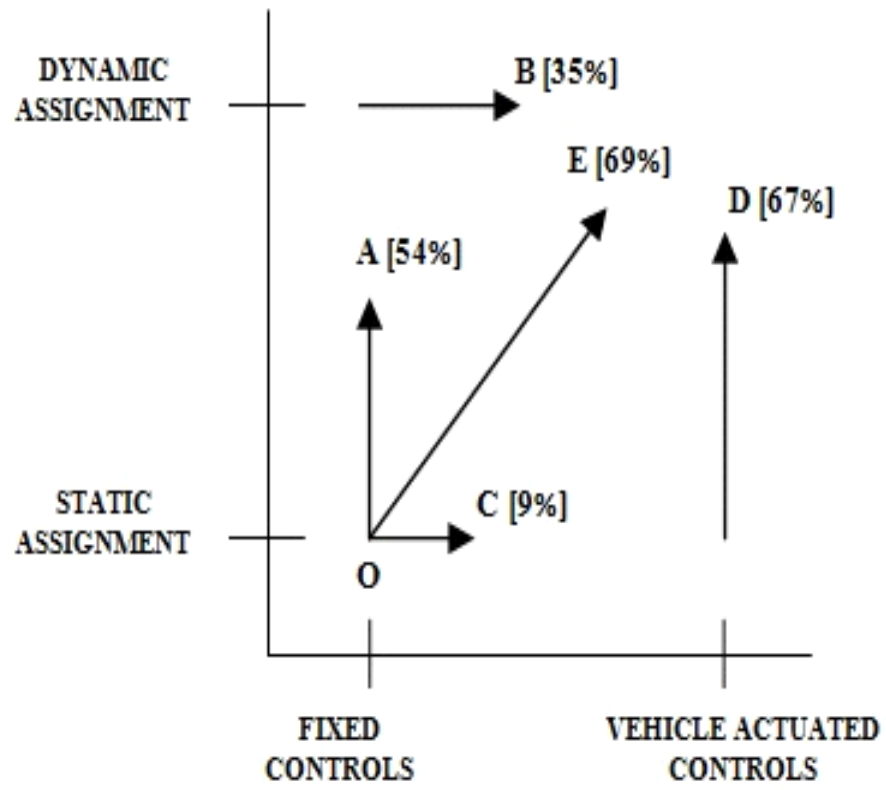 DYNAMIC
ASSIGNMENT
B [35%]
E [69%]
D [67%]
A [54%]
STATIC
ASSIGNMENT
C [9%]
O
FIXED
CONTROLS
VEHICLE ACTUATED
CONTROLS